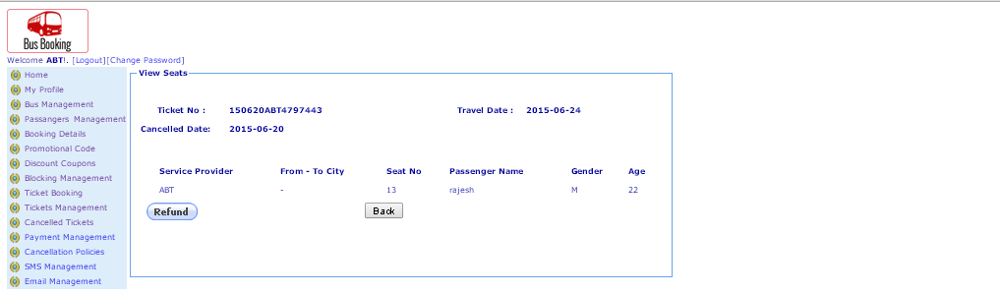 Bus Booking
Welcome ABT!. [Logout][Change Password]
Home
My Profile
Bus Management
Passangers Management
Booking Details
Promotional Code
Discount Coupons
Blocking Management
Ticket Booking
Tickets Management
Cancelled Tickets
Payment Management
Cancellation Policies
SMS Management
Email Management
View Seats
Ticket No : 150620ABT4797443 Travel Date : 2015-06-24
Cancelled Date: 2015-06-20
Service Provider From - To City Seat No Passenger Name Gender Age
ABT - 13 rajesh M 22
Refund Back